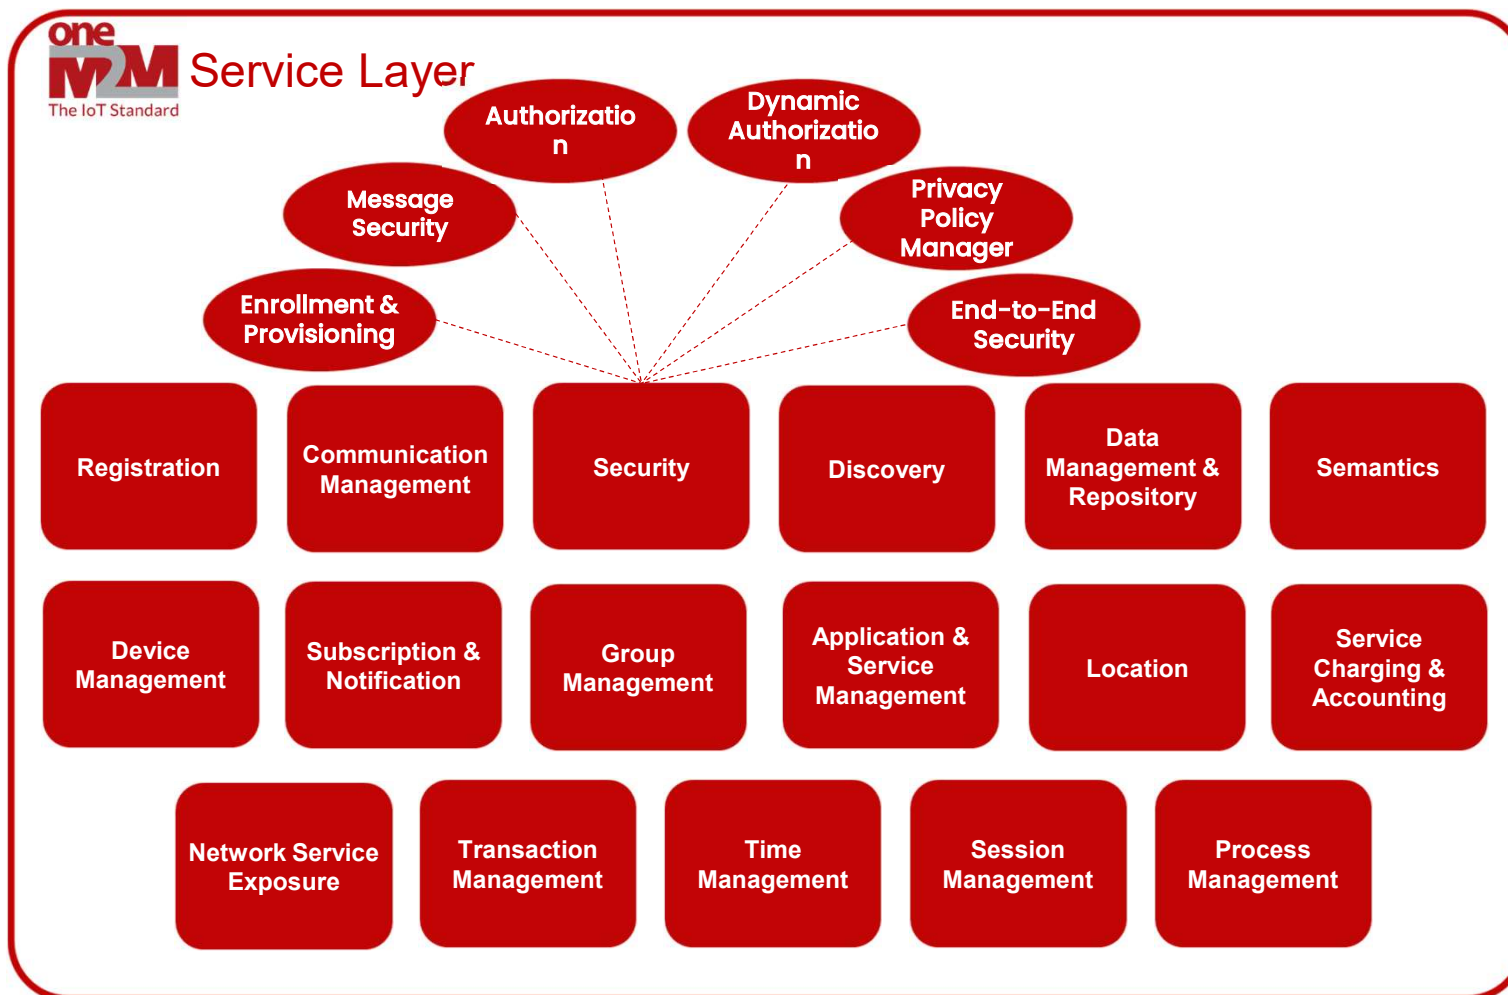 one
M2M
The IoT Standard
Service Layer
Authorizatio
n
Dynamic
Authorizatio
n
Message
Security
Privacy
Policy
Manager
Enrollment &
Provisioning
End-to-End
Security
Registration
Communication
Management
Security
Discovery
Data
Management &
Repository
Semantics
Device
Management
Subscription &
Notification
Group
Management
Application &
Service
Management
Location
Service
Charging &
Accounting
Network Service
Exposure
Transaction
Management
Time
Management
Session
Management
Process
Management